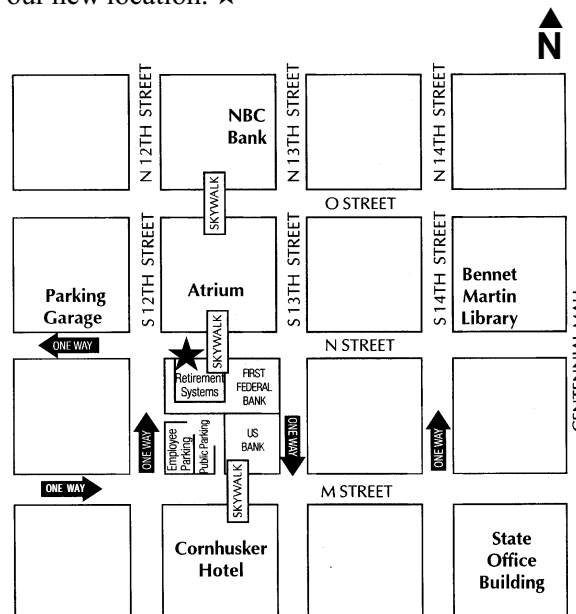 our new location. ★
N
N 12TH STREET
NBC
Bank
N 13TH STREET
N 14TH STREET
SKYWALK
O STREET
S 12TH STREET
S 13TH STREET
S 14TH STREET
Parking
Garage
Atrium
Bennet
Martin
Library
ONE WAY
SKYWALK
N STREET
Retirement
Systems
FIRST
FEDERAL
BANK
ONE WAY
Employee
Parking
Public Parking
US
BANK
ONE WAY
ONE WAY
ONE WAY
SKYWALK
M STREET
Cornhusker
Hotel
State
Office
Building